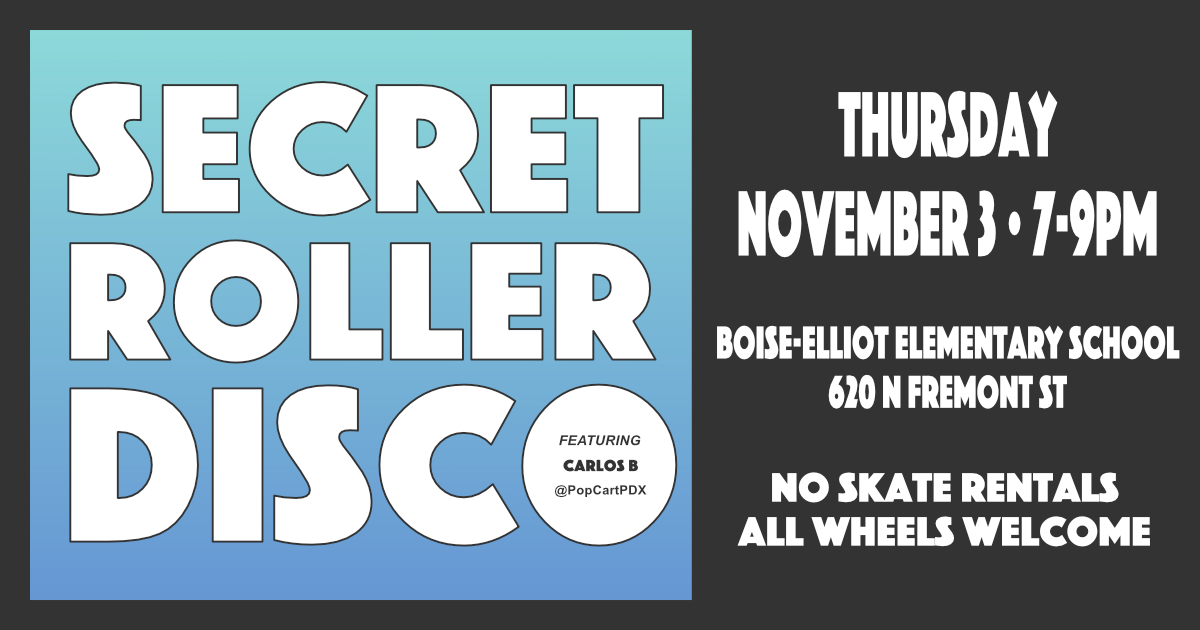 SECRET
ROLLER
DISCO
FEATURING
CARLOS B
@PopCartPDX
THURSDAY
NOVEMBER 3 • 7-9PM
BOISE-ELLIOT ELEMENTARY SCHOOL
620 N FREMONT ST
NO SKATE RENTALS
ALL WHEELS WELCOME